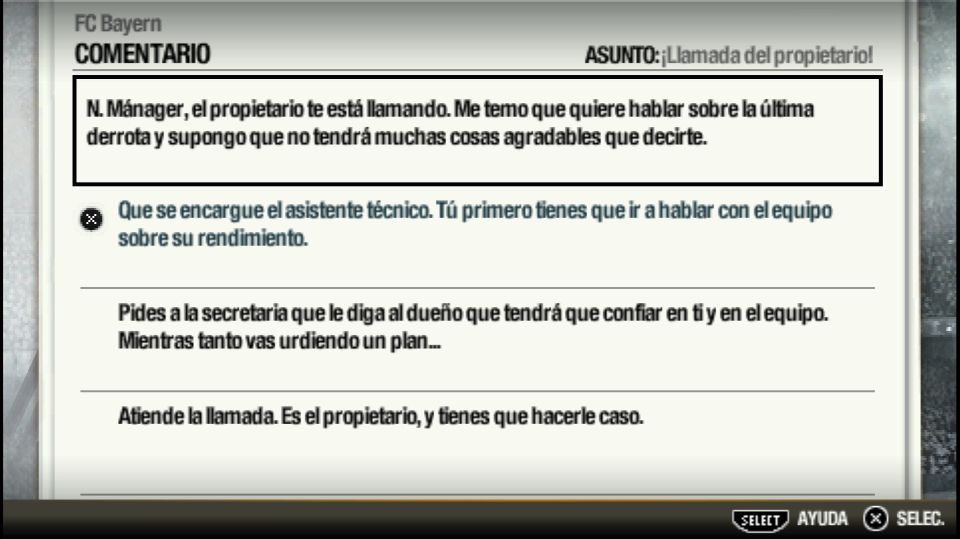 FC Bayern
COMENTARIO
ASUNTO: ¡Llamada del propietario!
N. Mánager, el propietario te está llamando. Me temo que quiere hablar sobre la última
derrota y supongo que no tendrá muchas cosas agradables que decirte.
Que se encargue el asistente técnico. Tú primero tienes que ir a hablar con el equipo
sobre su rendimiento.
Pides a la secretaria que le diga al dueño que tendrá que confiar en ti y en el equipo.
Mientras tanto vas urdiendo un plan...
Atiende la llamada. Es el propietario, y tienes que hacerle caso.
SELECT AYUDA SELEC.